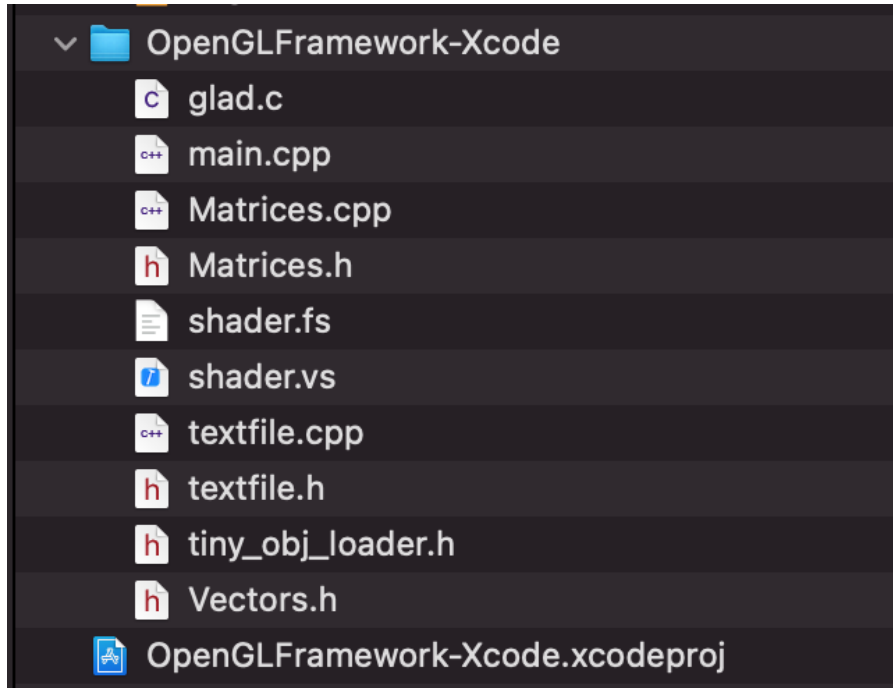 OpenGLFramework-Xcode
C glad.c
c++ main.cpp
c++ Matrices.cpp
h Matrices.h
shader.fs
shader.vs
c++ textfile.cpp
h textfile.h
h tiny_obj_loader.h
h Vectors.h
OpenGLFramework-Xcode.xcodeproj